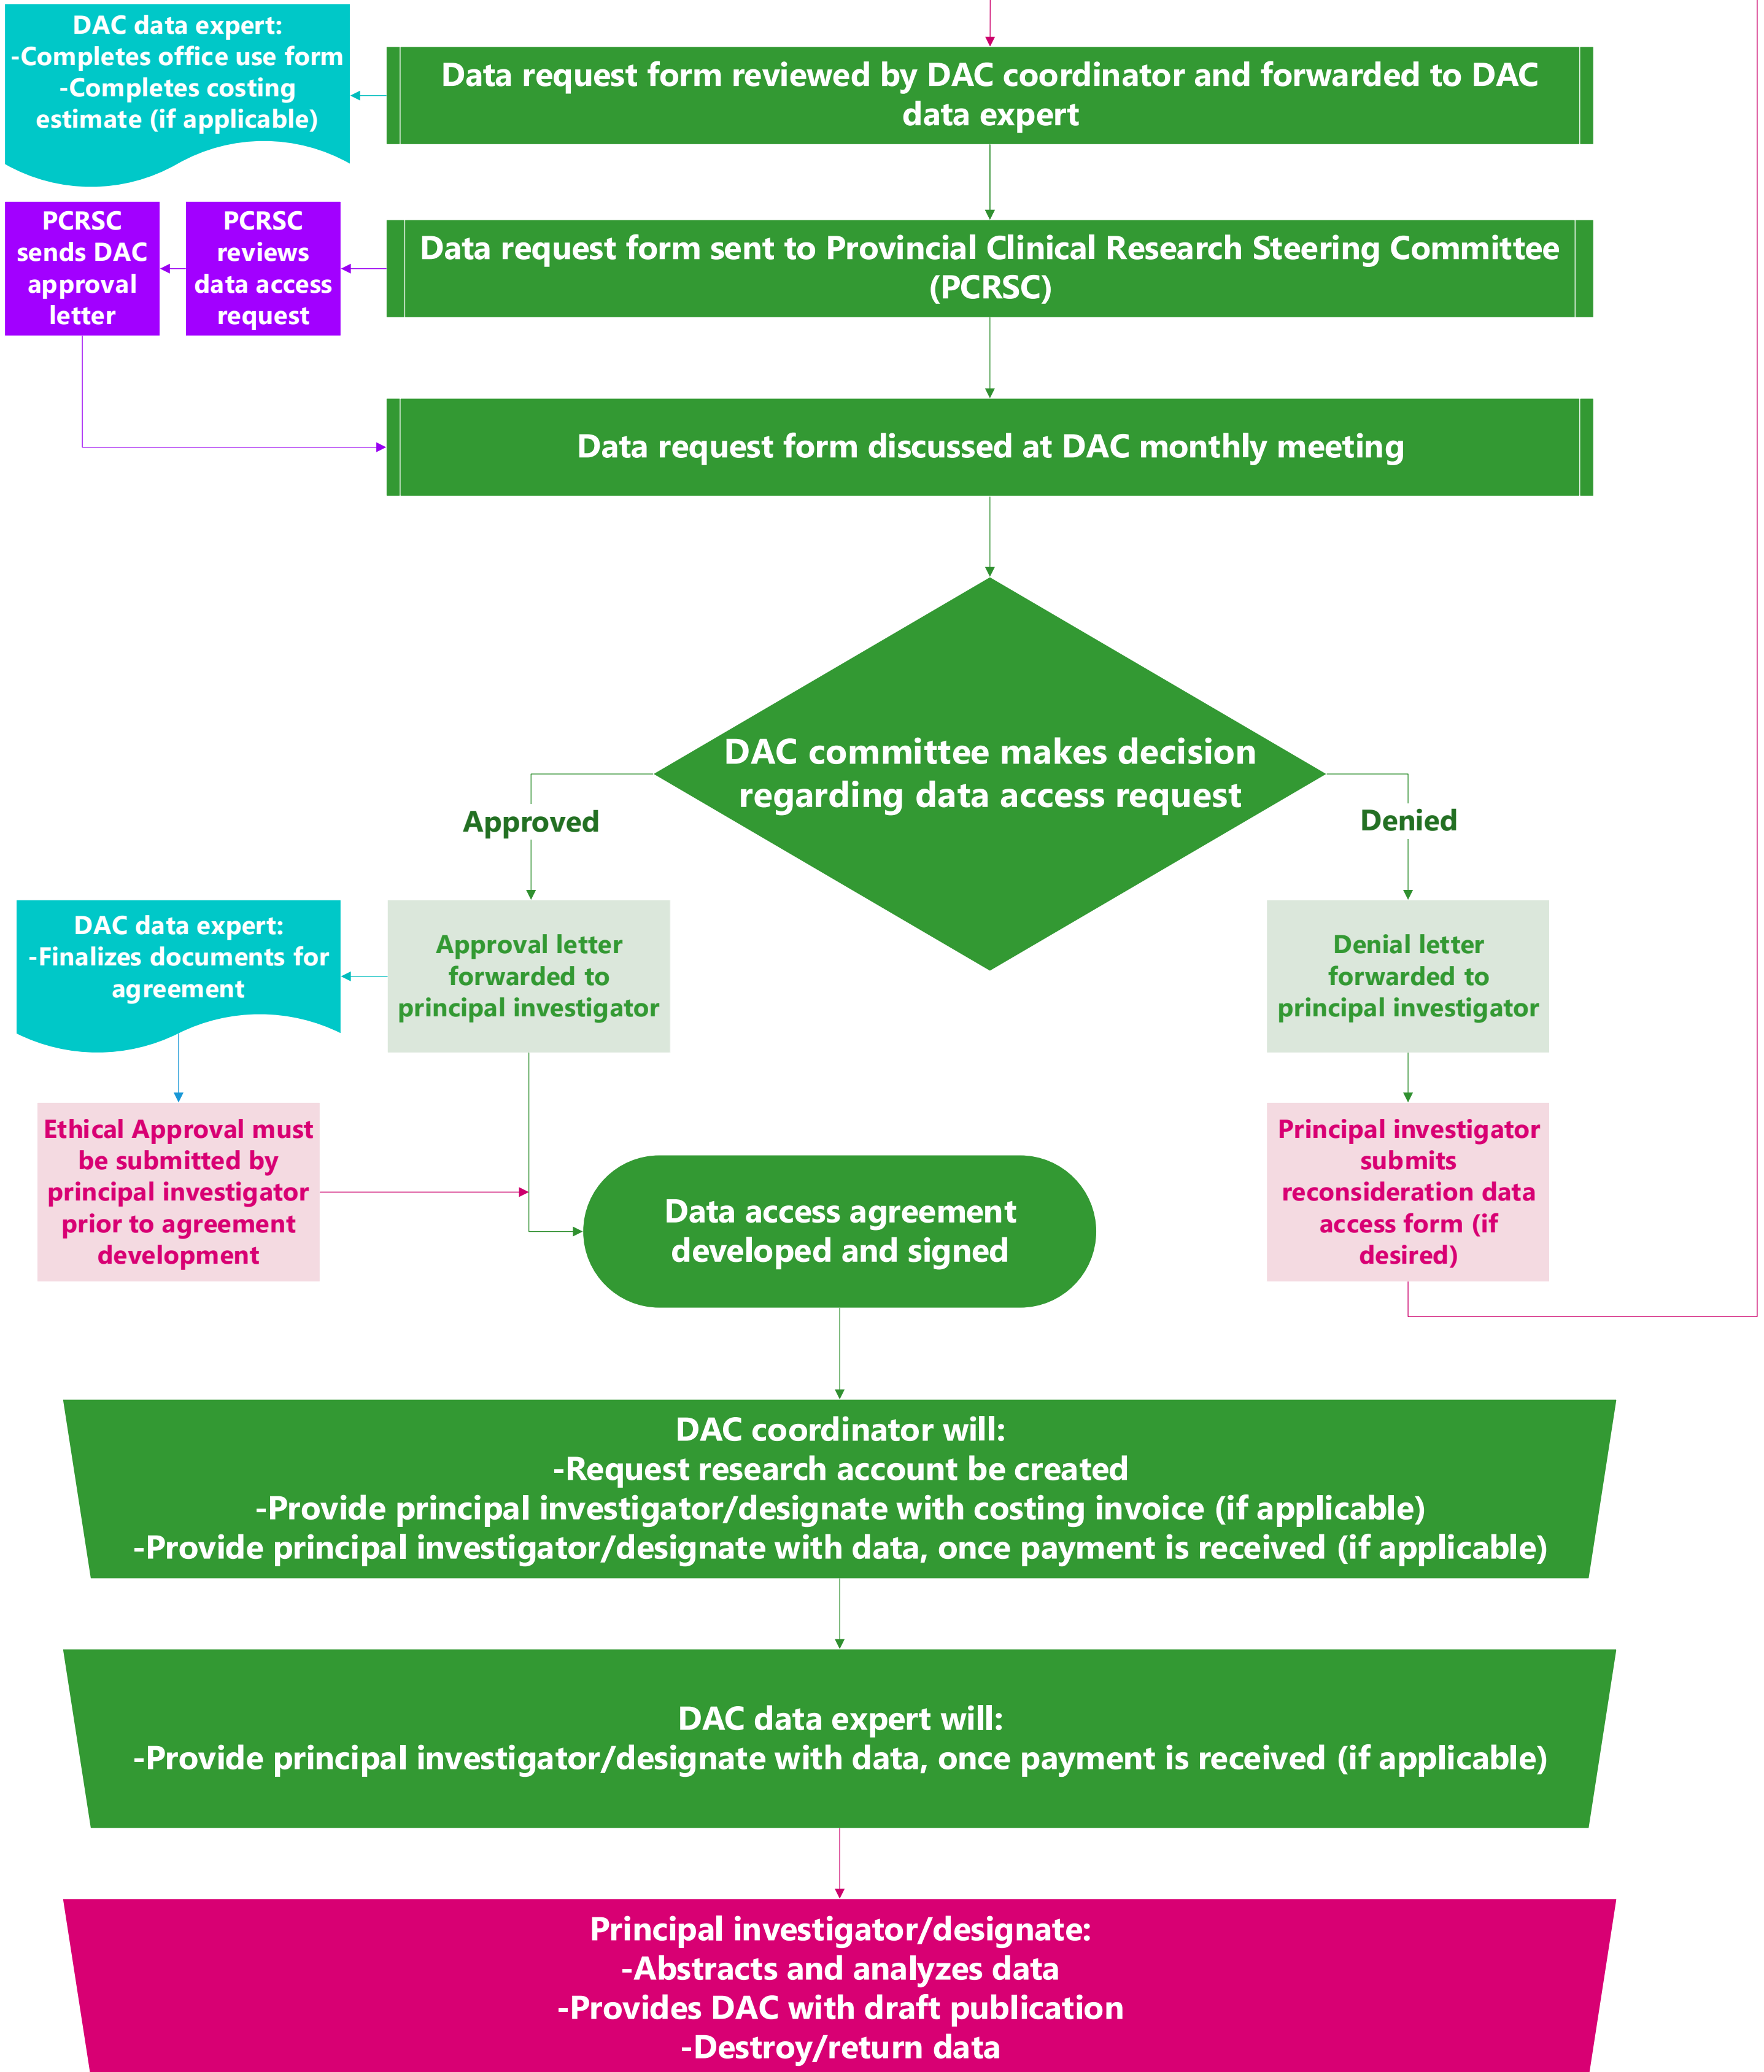 DAC data expert:
-Completes office use form
-Completes costing
estimate (if applicable)
Data request form reviewed by DAC coordinator and forwarded to DAC
data expert
PCRSC
sends DAC
approval
letter
PCRSC
reviews
data access
request
Data request form sent to Provincial Clinical Research Steering Committee
(PCRSC)
Data request form discussed at DAC monthly meeting
DAC committee makes decision
regarding data access request
Approved
Denied
DAC data expert:
-Finalizes documents for
agreement
Approval letter
forwarded to
principal investigator
Denial letter
forwarded to
principal investigator
Ethical Approval must
be submitted by
principal investigator
prior to agreement
development
Principal investigator
submits
reconsideration data
access form (if
desired)
Data access agreement
developed and signed
DAC coordinator will:
-Request research account be created
-Provide principal investigator/designate with costing invoice (if applicable)
-Provide principal investigator/designate with data, once payment is received (if applicable)
DAC data expert will:
-Provide principal investigator/designate with data, once payment is received (if applicable)
Principal investigator/designate:
-Abstracts and analyzes data
-Provides DAC with draft publication
-Destroy/return data